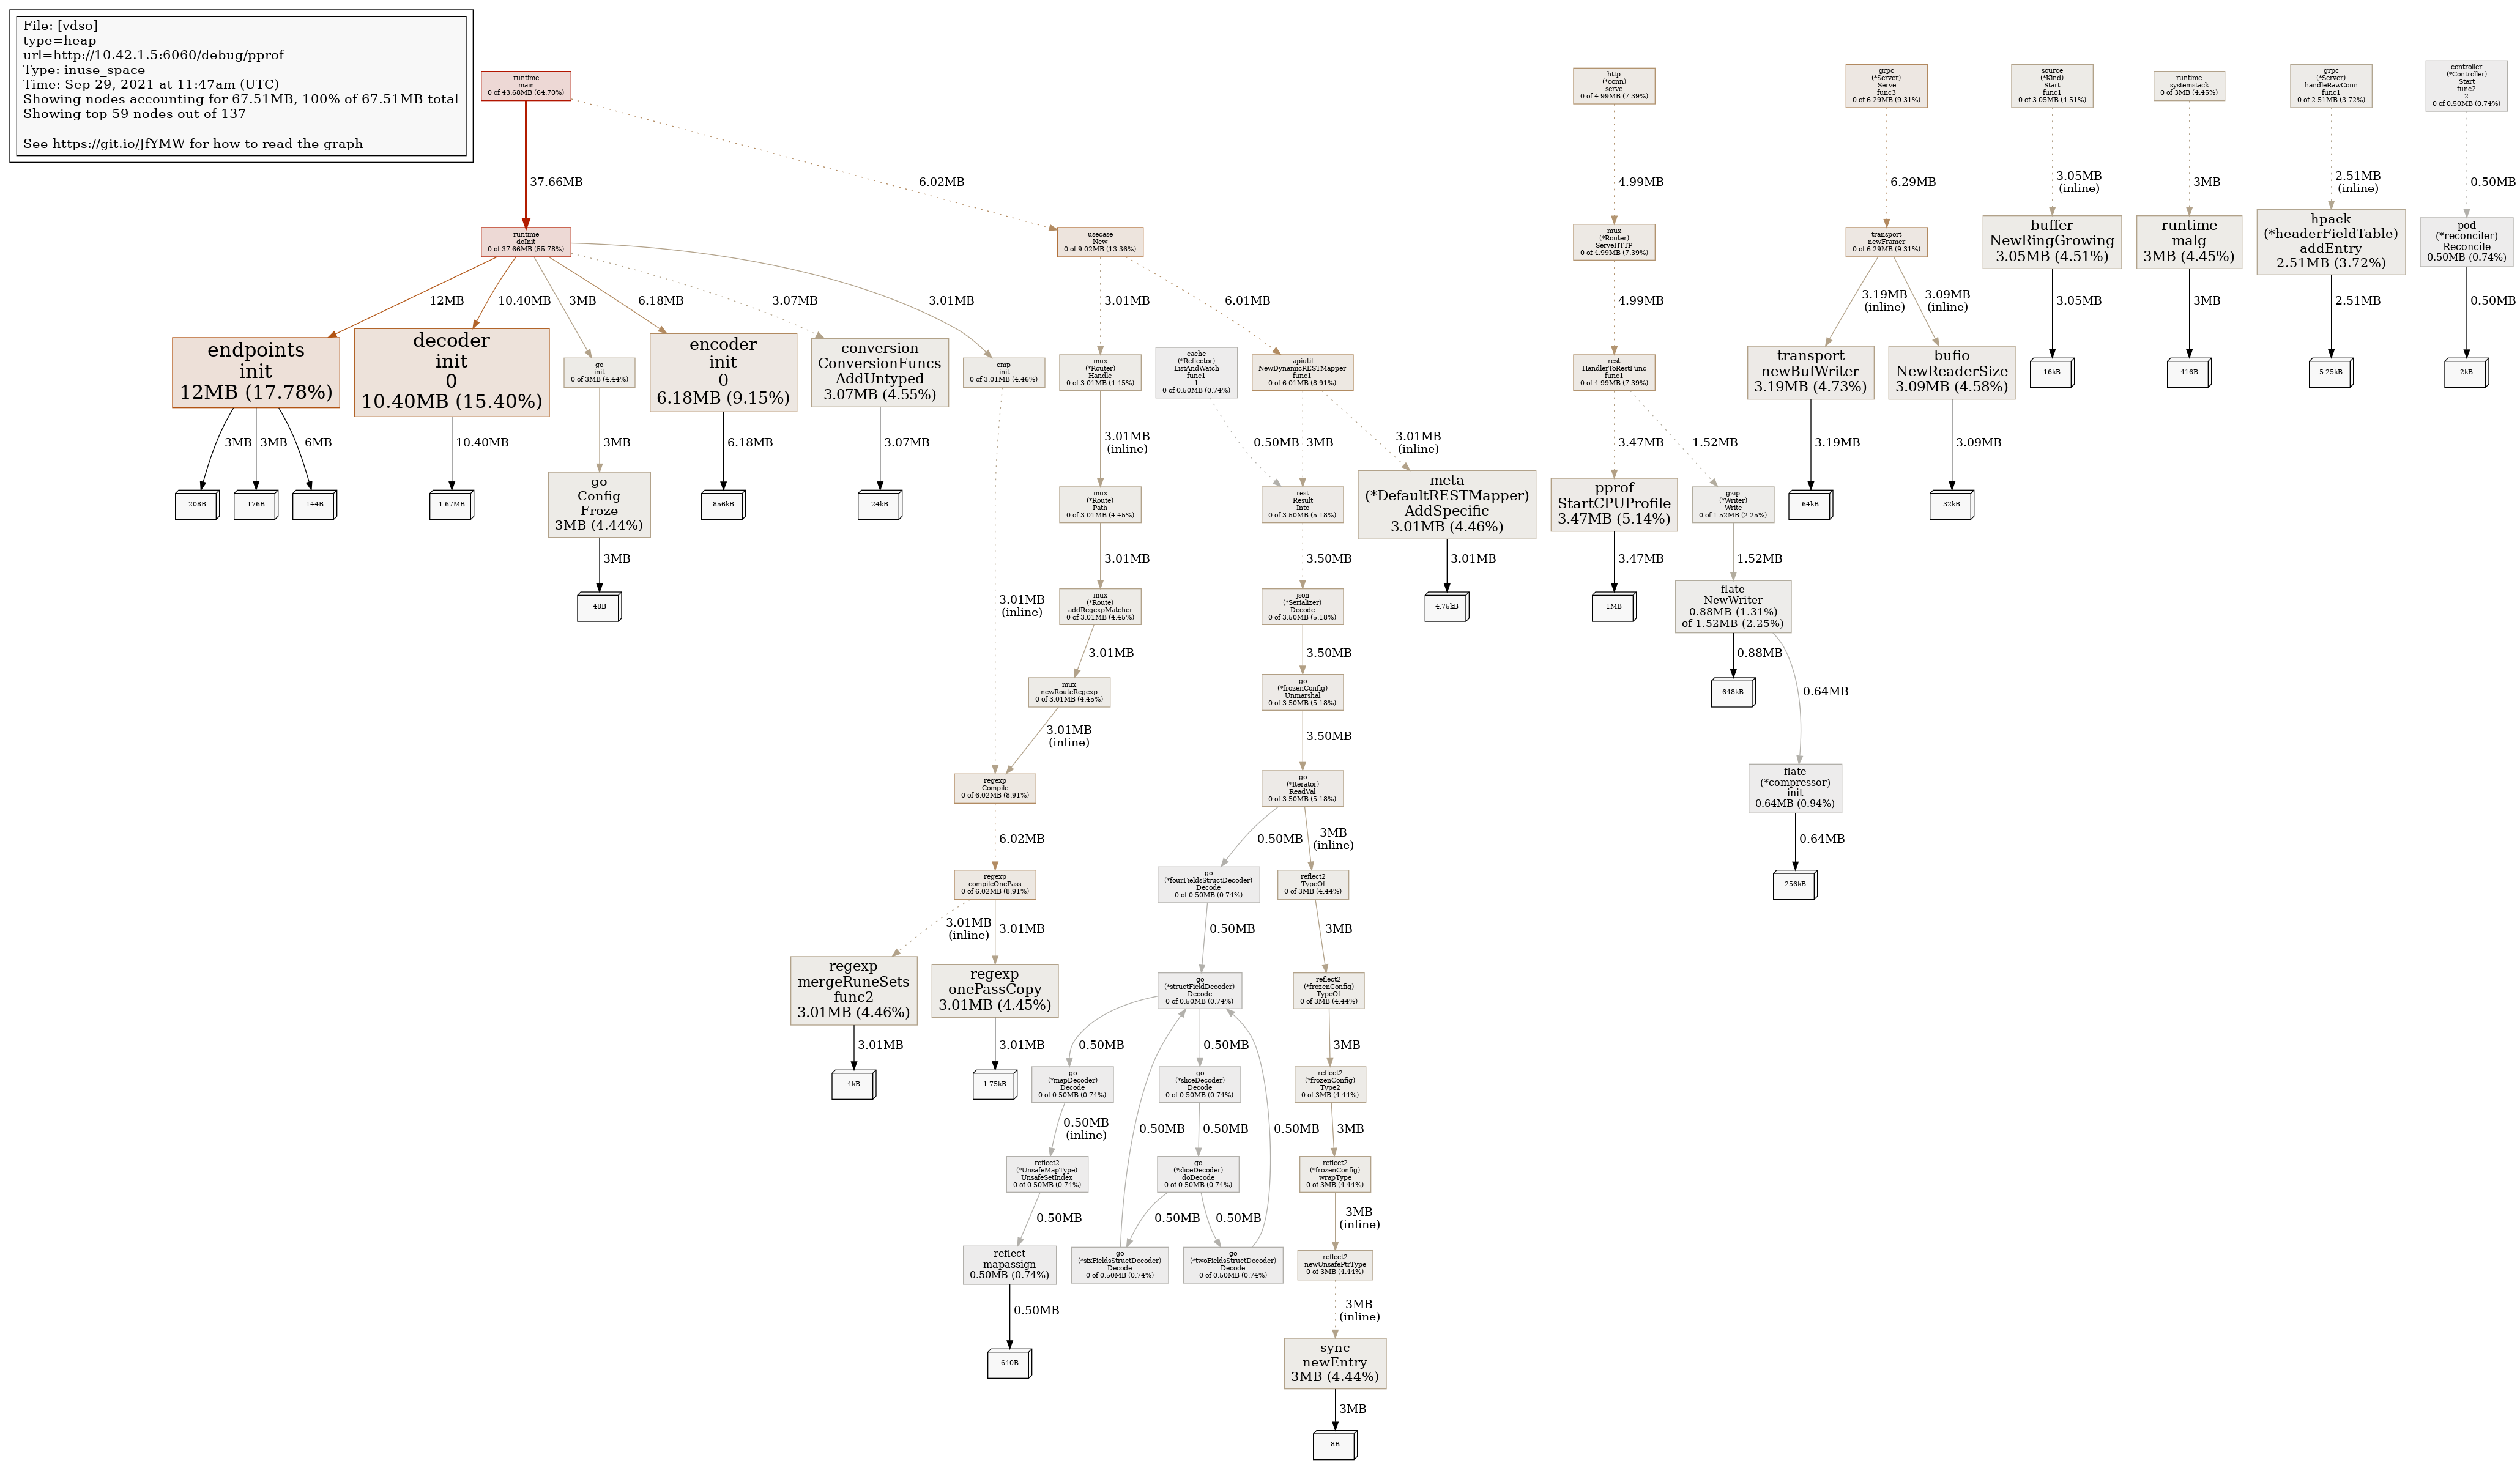 File: [vdso]
type=heap
url=http://10.42.1.5:6060/debug/pprof
Type: inuse_space
Time: Sep 29, 2021 at 11:47am (UTC)
Showing nodes accounting for 67.51MB, 100% of 67.51MB total
Showing top 59 nodes out of 137
See https://git.io/JfYMW for how to read the graph
runtime
main
0 of 43.68MB (64.70%)
http
(*conn)
serve
0 of 4.99MB (7.39%)
grpc
(*Server)
Serve
func3
0 of 6.29MB (9.31%)
source
(*Kind)
Start
func1
0 of 3.05MB (4.51%)
runtime
systemstack
0 of 3MB (4.45%)
grpc
(*Server)
handleRawConn
func1
0 of 2.51MB (3.72%)
controller
(*Controller)
Start
func2
2
0 of 0.50MB (0.74%)
37.66MB
6.02MB
4.99MB
6.29MB
3.05MB
(inline)
3MB
2.51MB
(inline)
0.50MB
runtime
doInit
0 of 37.66MB (55.78%)
usecase
New
0 of 9.02MB (13.36%)
mux
(*Router)
ServeHTTP
0 of 4.99MB (7.39%)
transport
newFramer
0 of 6.29MB (9.31%)
buffer
NewRingGrowing
3.05MB (4.51%)
runtime
malg
3MB (4.45%)
hpack
(*headerFieldTable)
addEntry
2.51MB (3.72%)
pod
(*reconciler)
Reconcile
0.50MB (0.74%)
12MB
10.40MB
3MB
6.18MB
3.07MB
3.01MB
3.01MB
6.01MB
4.99MB
3.19MB
(inline)
3.09MB
(inline)
3.05MB
3MB
2.51MB
0.50MB
endpoints
init
12MB (17.78%)
decoder
init
0
10.40MB (15.40%)
go
init
0 of 3MB (4.44%)
encoder
init
0
6.18MB (9.15%)
conversion
ConversionFuncs
AddUntyped
3.07MB (4.55%)
cmp
init
0 of 3.01MB (4.46%)
mux
(*Router)
Handle
0 of 3.01MB (4.45%)
cache
(*Reflector)
ListAndWatch
func1
1
0 of 0.50MB (0.74%)
apiutil
NewDynamicRESTMapper
func1
0 of 6.01MB (8.91%)
rest
HandlerToRestFunc
func1
0 of 4.99MB (7.39%)
transport
newBufWriter
3.19MB (4.73%)
bufio
NewReaderSize
3.09MB (4.58%)
16kB
416B
5.25kB
2kB
3MB
3MB
6MB
10.40MB
3MB
6.18MB
3.07MB
3.01MB
(inline)
0.50MB
3MB
3.01MB
(inline)
3.47MB
1.52MB
3.19MB
3.09MB
208B
176B
144B
1.67MB
go
Config
Froze
3MB (4.44%)
856kB
24kB
mux
(*Route)
Path
0 of 3.01MB (4.45%)
rest
Result
Into
0 of 3.50MB (5.18%)
meta
(*DefaultRESTMapper)
AddSpecific
3.01MB (4.46%)
pprof
StartCPUProfile
3.47MB (5.14%)
gzip
(*Writer)
Write
0 of 1.52MB (2.25%)
64kB
32kB
3MB
3.01MB
(inline)
3.01MB
3.50MB
3.01MB
3.47MB
1.52MB
48B
mux
(*Route)
addRegexpMatcher
0 of 3.01MB (4.45%)
json
(*Serializer)
Decode
0 of 3.50MB (5.18%)
4.75kB
1MB
flate
NewWriter
0.88MB (1.31%)
of 1.52MB (2.25%)
3.01MB
3.50MB
0.88MB
0.64MB
mux
newRouteRegexp
0 of 3.01MB (4.45%)
go
(*frozenConfig)
Unmarshal
0 of 3.50MB (5.18%)
648kB
3.01MB
(inline)
3.50MB
regexp
Compile
0 of 6.02MB (8.91%)
go
(*Iterator)
ReadVal
0 of 3.50MB (5.18%)
flate
(*compressor)
init
0.64MB (0.94%)
6.02MB
0.50MB
3MB
(inline)
0.64MB
regexp
compileOnePass
0 of 6.02MB (8.91%)
go
(*fourFieldsStructDecoder)
Decode
0 of 0.50MB (0.74%)
reflect2
TypeOf
0 of 3MB (4.44%)
256kB
3.01MB
(inline)
3.01MB
0.50MB
3MB
regexp
mergeRuneSets
func2
3.01MB (4.46%)
regexp
onePassCopy
3.01MB (4.45%)
go
(*structFieldDecoder)
Decode
0 of 0.50MB (0.74%)
reflect2
(*frozenConfig)
TypeOf
0 of 3MB (4.44%)
3.01MB
3.01MB
0.50MB
0.50MB
3MB
4kB
1.75kB
go
(*mapDecoder)
Decode
0 of 0.50MB (0.74%)
go
(*sliceDecoder)
Decode
0 of 0.50MB (0.74%)
reflect2
(*frozenConfig)
Type2
0 of 3MB (4.44%)
0.50MB
(inline)
0.50MB
0.50MB
0.50MB
3MB
reflect2
(*UnsafeMapType)
UnsafeSetIndex
0 of 0.50MB (0.74%)
go
(*sliceDecoder)
doDecode
0 of 0.50MB (0.74%)
reflect2
(*frozenConfig)
wrapType
0 of 3MB (4.44%)
0.50MB
0.50MB
0.50MB
3MB
(inline)
reflect
mapassign
0.50MB (0.74%)
go
(*sixFieldsStructDecoder)
Decode
0 of 0.50MB (0.74%)
go
(*twoFieldsStructDecoder)
Decode
0 of 0.50MB (0.74%)
reflect2
newUnsafePtrType
0 of 3MB (4.44%)
0.50MB
3MB
(inline)
640B
sync
newEntry
3MB (4.44%)
3MB
8B